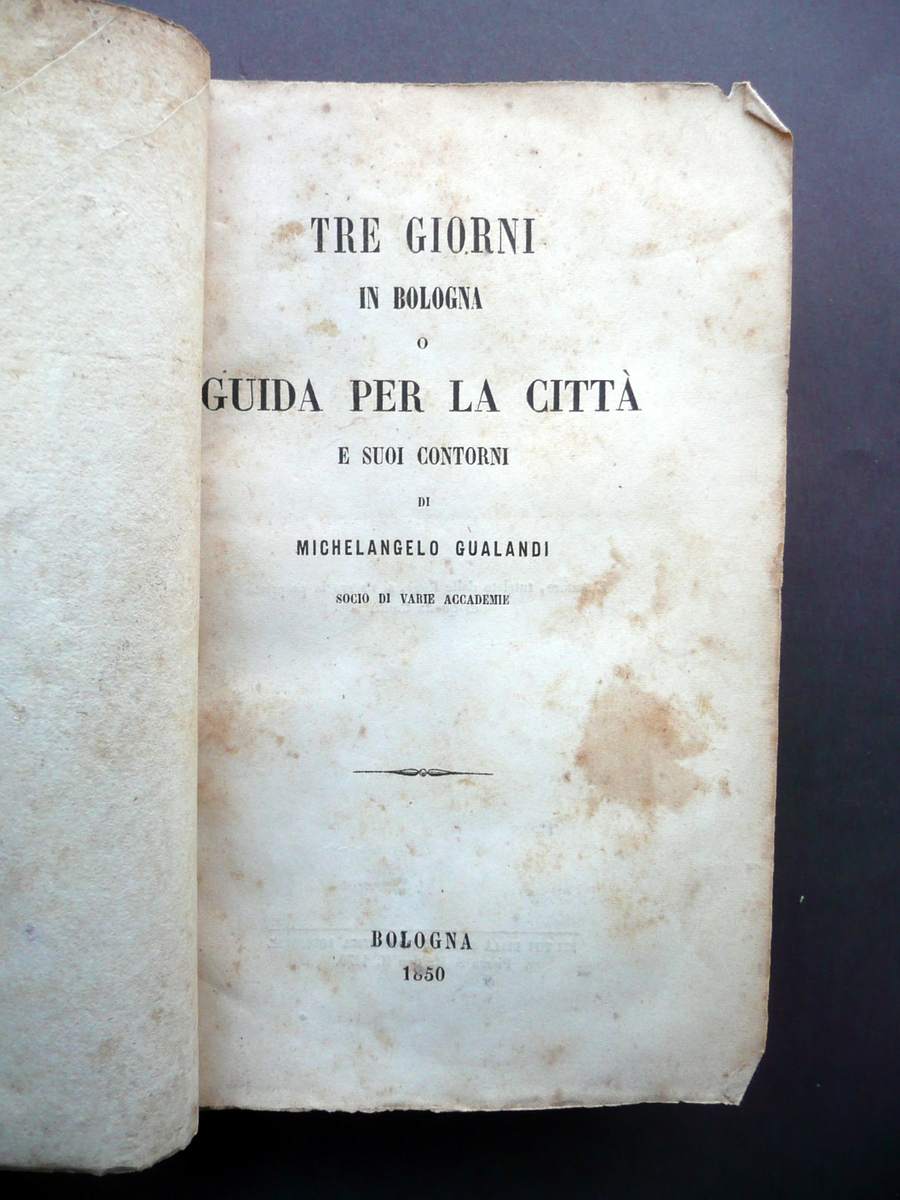 TRE GIORNI
IN BOLOGNA
O
GUIDA PER LA CITTÀ
E SUOI CONTORNI
DI
MICHELANGELO GUALANDI
SOCIO DI VARIE ACCADEMIE
BOLOGNA
1850